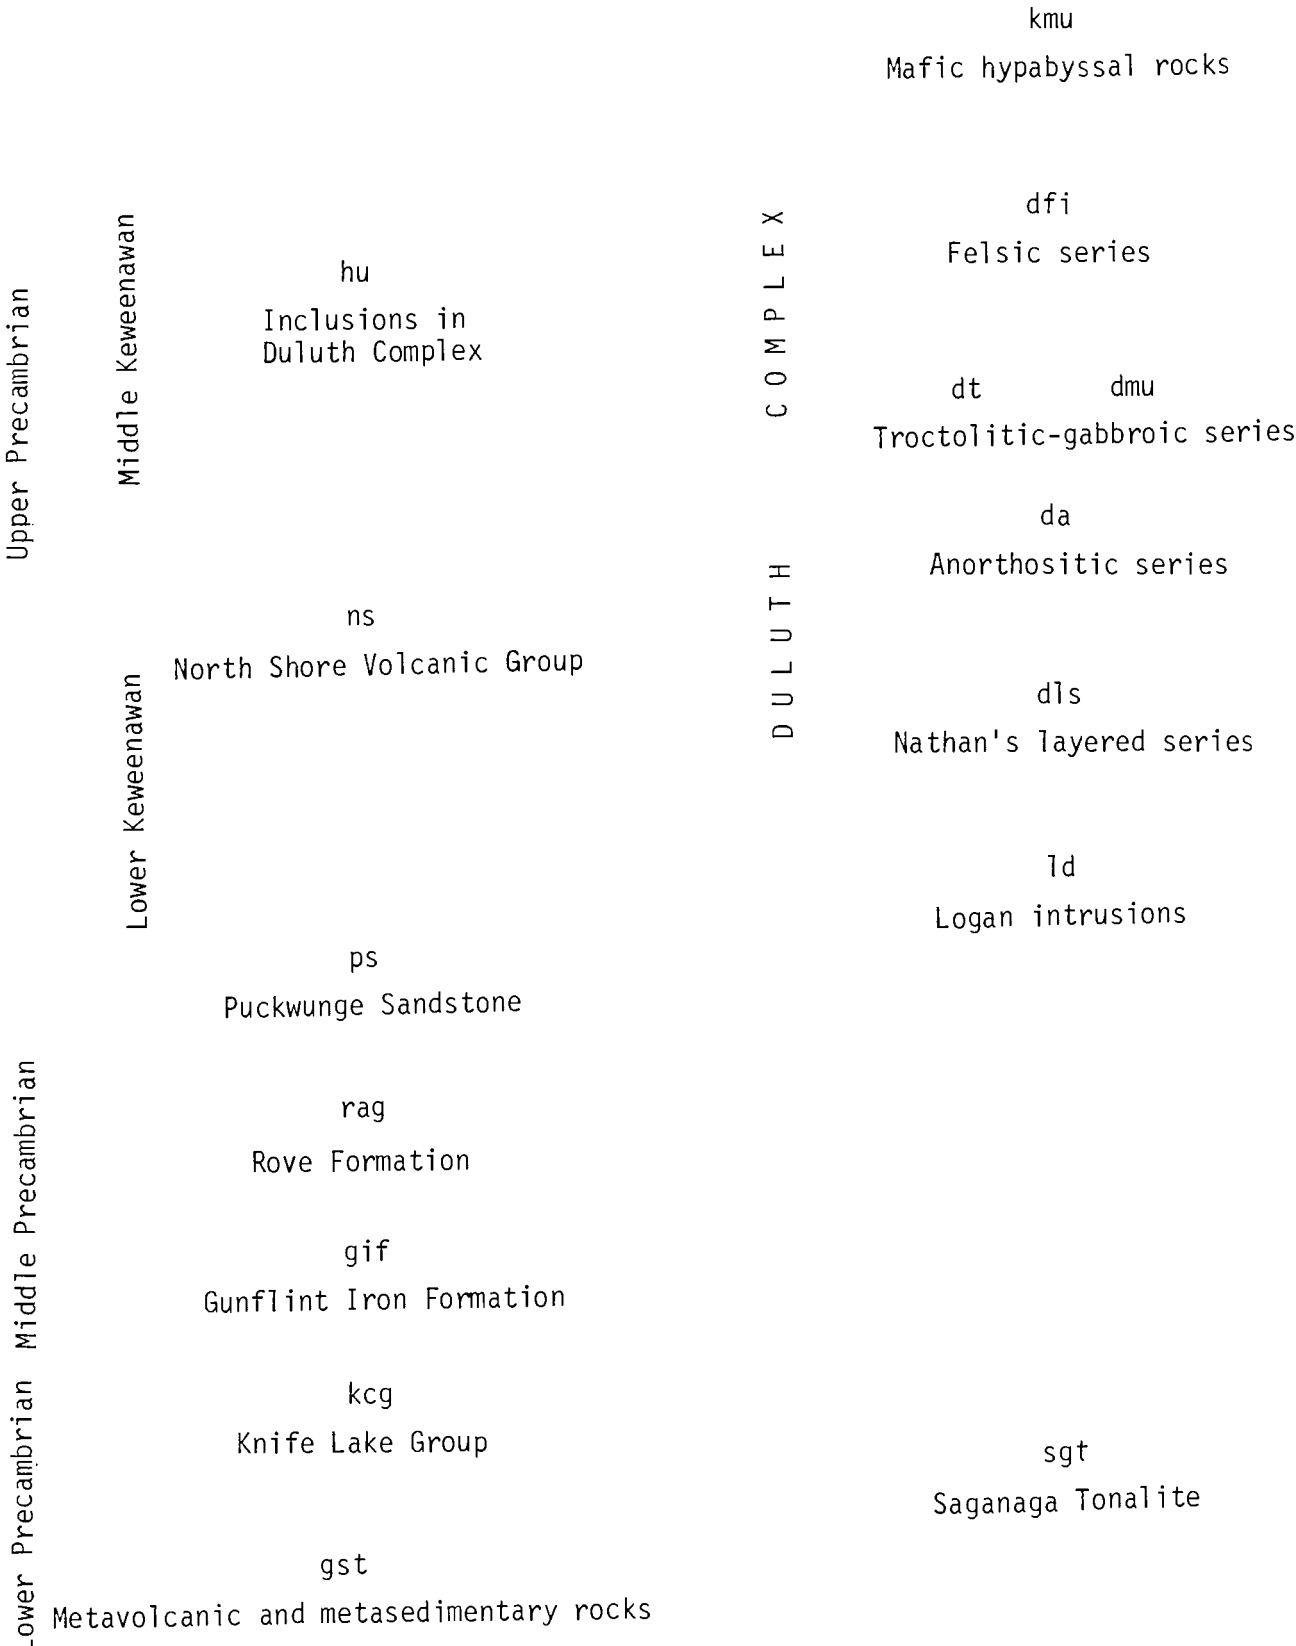 kmu
Mafic hypabyssal rocks
dfi
Felsic series
hu
Inclusions in
Duluth Complex
dt dmu
Troctolitic-gabbroic series
da
Anorthositic series
ns
North Shore Volcanic Group
dls
Nathan's layered series
ld
Logan intrusions
ps
Puckwunge Sandstone
rag
Rove Formation
gif
Gunflint Iron Formation
kcg
Knife Lake Group
sgt
Saganaga Tonalite
gst
Metavolcanic and metasedimentary rocks
Upper Precambrian
Middle Precambrian
Lower Precambrian
Middle Keweenawan
Lower Keweenawan
DULUTH COMPLEX